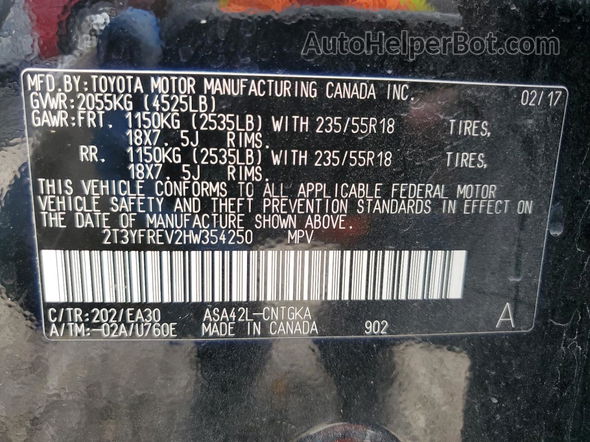 AutoHelperBot.com
MFD.BY:TOYOTA MOTOR MANUFACTURING CANADA INC. 02/17
GVWR:2055KG (4525LB)
GAWR:FRT. 1150KG (2535LB) WITH 235/55R18 TIRES,
18X7. 5J RIMS.
RR. 1150KG (2535LB) WITH 235/55R18 TIRES,
18X7. 5J RIMS.
THIS VEHICLE CONFORMS TO ALL APPLICABLE FEDERAL MOTOR
VEHICLE SAFETY AND THEFT PREVENTION STANDARDS IN EFFECT ON
THE DATE OF MANUFACTURE SHOWN ABOVE.
2T3YFREV2HW354250 MPV
C/TR:202/EA30 ASA42L-CNTGKA
A/TM:-02A/U760E MADE IN CANADA 902 A